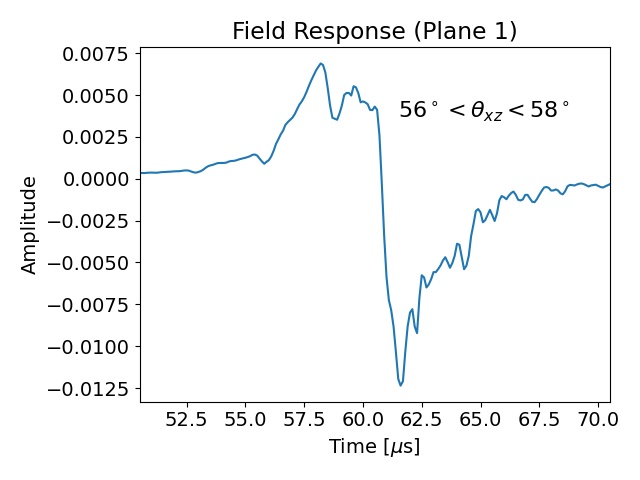 Field Response (Plane 1)
0.0075
0.0050
0.0025
0.0000
−0.0025
−0.0050
−0.0075
−0.0100
−0.0125
Amplitude
56° < θxz < 58°
52.5 55.0 57.5 60.0 62.5 65.0 67.5 70.0
Time [μs]